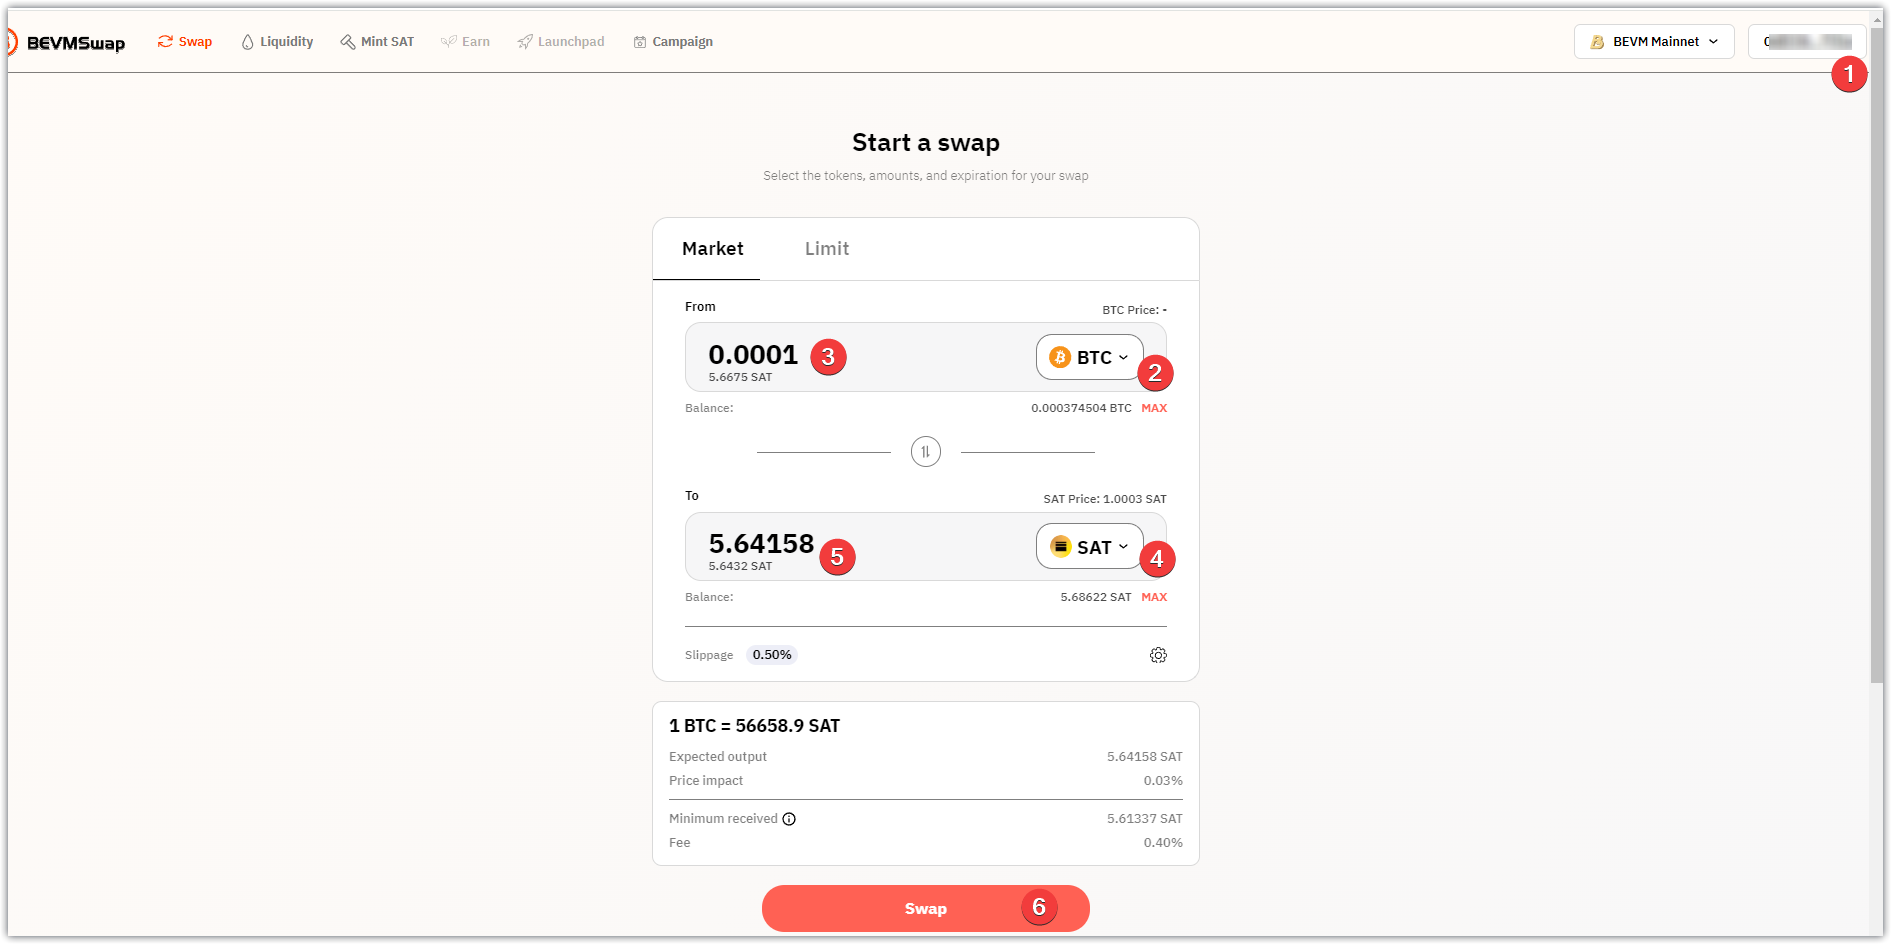 BEVMSwap Swap Liquidity Mint SAT Earn Launchpad Campaign BEVM Mainnet
1
Start a swap
Select the tokens, amounts, and expiration for your swap
Market Limit
From BTC Price: -
0.0001 3 BTC 2
5.6675 SAT
Balance: 0.000374504 BTC MAX
To SAT Price: 1.0003 SAT
5.64158 5 SAT 4
5.6432 SAT
Balance: 5.68622 SAT MAX
Slippage 0.50%
1 BTC = 56658.9 SAT
Expected output 5.64158 SAT
Price impact 0.03%
Minimum received 5.61337 SAT
Fee 0.40%
Swap 6